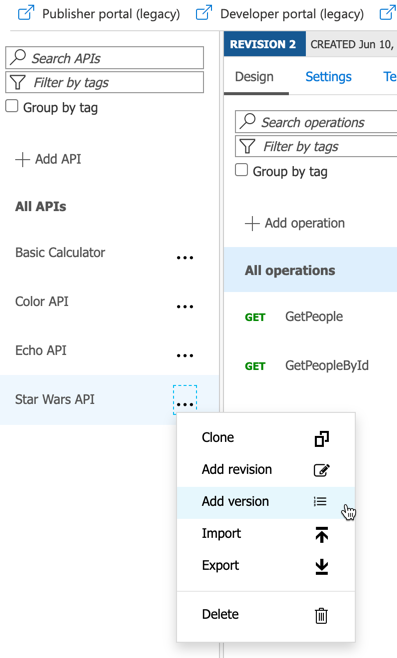 Publisher portal (legacy) Developer portal (legacy)
REVISION 2 CREATED Jun 10,
Search APIs
Filter by tags
Group by tag
Add API
All APIs
Basic Calculator ...
Color API ...
Echo API ...
Star Wars API ...
Design Settings Te
Search operations
Filter by tags
Group by tag
Add operation
All operations
GET GetPeople
GET GetPeopleById
Clone
Add revision
Add version
Import
Export
Delete